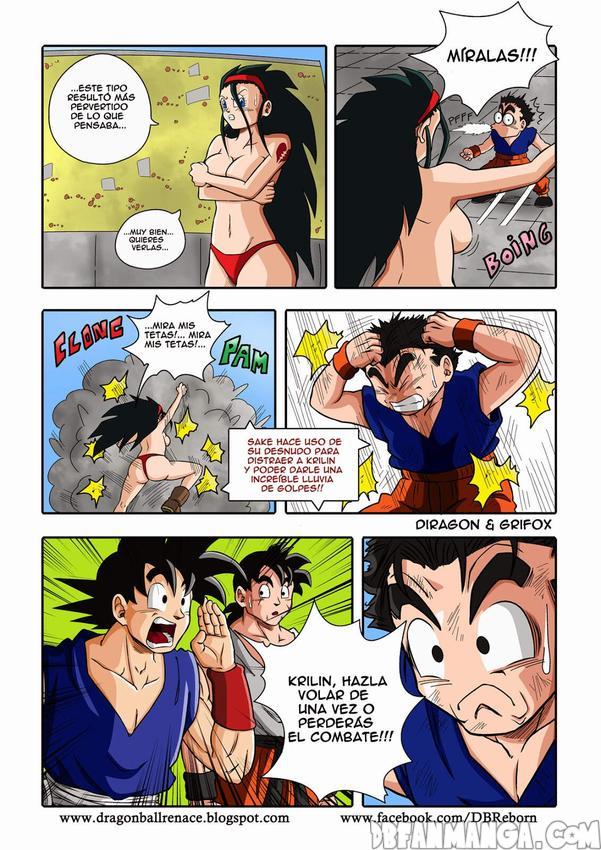 ...ESTE TIPO
RESULTÓ MÁS
PERVERTIDO
DE LO QUE
PENSABA...
...MUY BIEN...
QUIERES
VERLAS...
MÍRALAS!!!
PFFF
BOING
CLONC
...MIRA MIS
TETAS!... MIRA
MIS TETAS!...
PAM
SAKE HACE USO DE
SU DESNUDO PARA
DISTRAER A KRILIN
Y PODER DARLE UNA
INCREÍBLE LLUVIA
DE GOLPES!!
DIRAGON & GRIFOX
KRILIN, HAZLA
VOLAR DE
UNA VEZ O
PERDERÁS
EL COMBATE!!!
www.dragonballrenace.blogspot.com
www.facebook.com/DBReborn
DBFANMANGA.COM